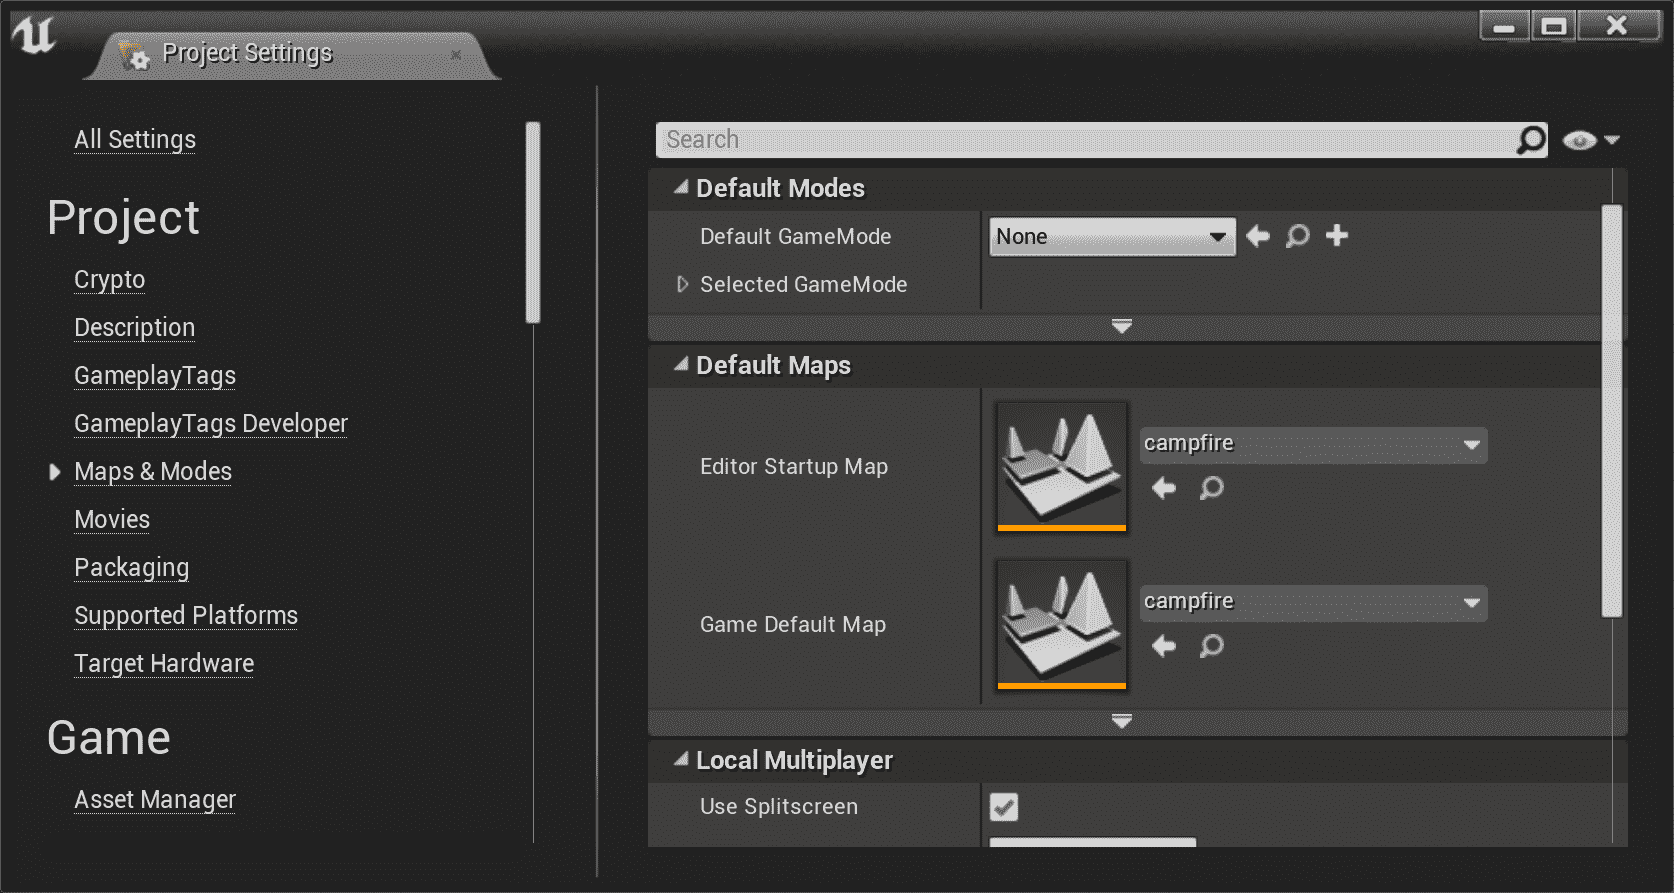 Project Settings
All Settings
Project
Crypto
Description
GameplayTags
GameplayTags Developer
Maps & Modes
Movies
Packaging
Supported Platforms
Target Hardware
Game
Asset Manager
Search
Default Modes
Default GameMode
None
Selected GameMode
Default Maps
Editor Startup Map
campfire
Game Default Map
campfire
Local Multiplayer
Use Splitscreen